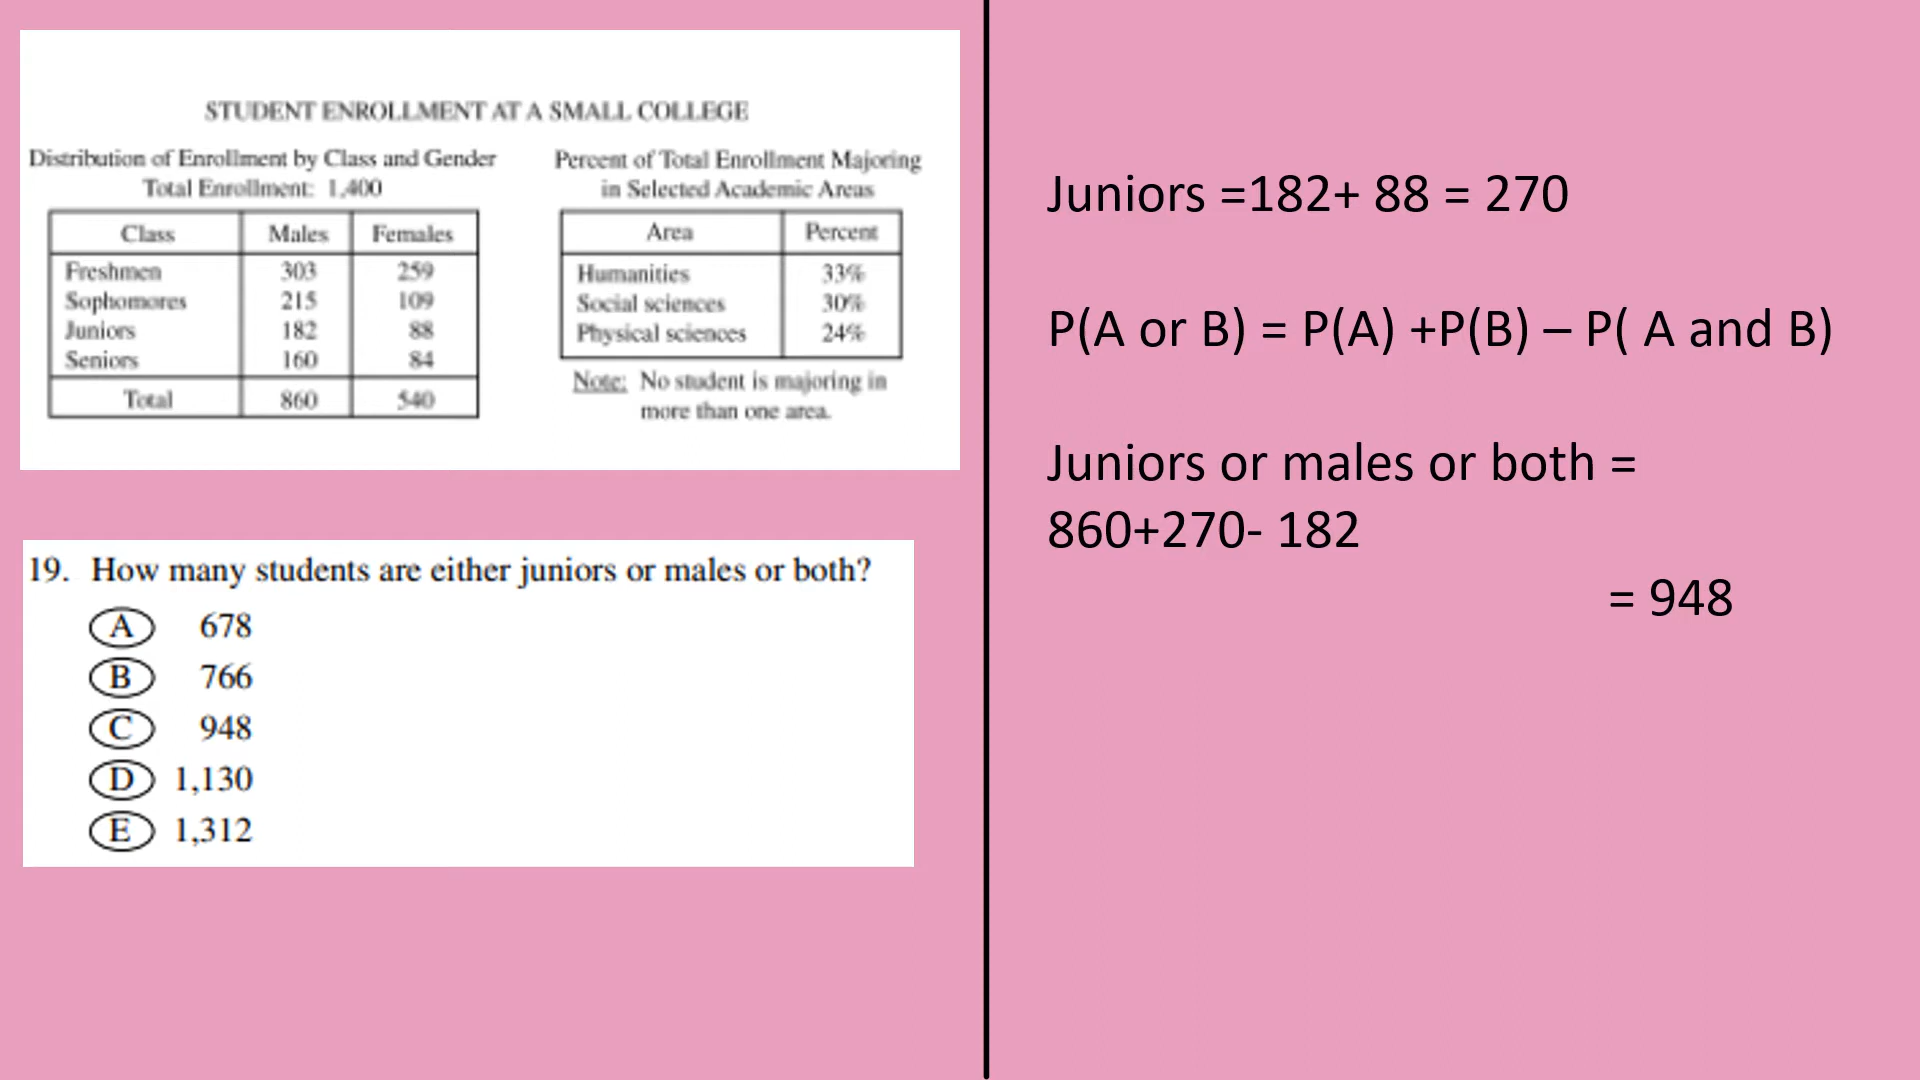 STUDENT ENROLLMENT AT A SMALL COLLEGE
Distribution of Enrollment by Class and Gender
Total Enrollment: 1,400
Class Males Females
Freshmen 303 259
Sophomores 215 109
Juniors 182 88
Seniors 160 84
Total 860 540
Percent of Total Enrollment Majoring
in Selected Academic Areas
Area Percent
Humanities 33%
Social sciences 30%
Physical sciences 24%
Note: No student is majoring in
more than one area.
19. How many students are either juniors or males or both?
A 678
B 766
C 948
D 1,130
E 1,312
Juniors =182+ 88 = 270
P(A or B) = P(A) +P(B) – P( A and B)
Juniors or males or both =
860+270- 182
= 948